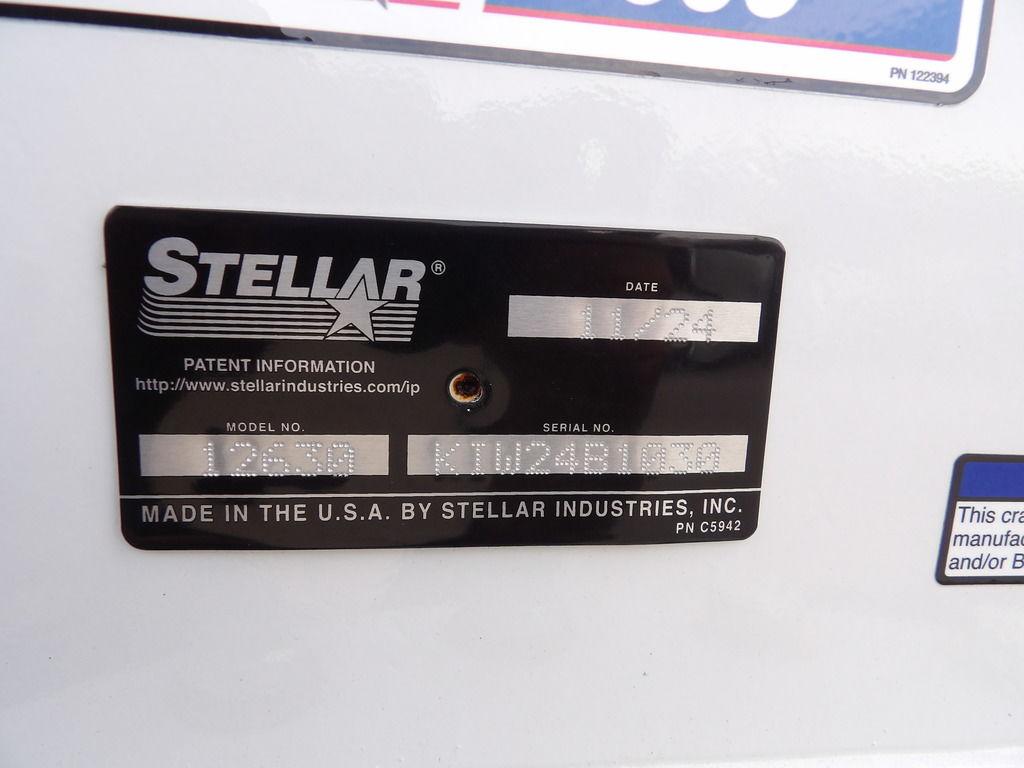 PN 122394
STELLAR®
DATE
11/24
PATENT INFORMATION
http://www.stellarindustries.com/ip
MODEL NO.
12630
SERIAL NO.
KIW24B1030
MADE IN THE U.S.A. BY STELLAR INDUSTRIES, INC.
PN C5942
This cra
manufac
and/or B